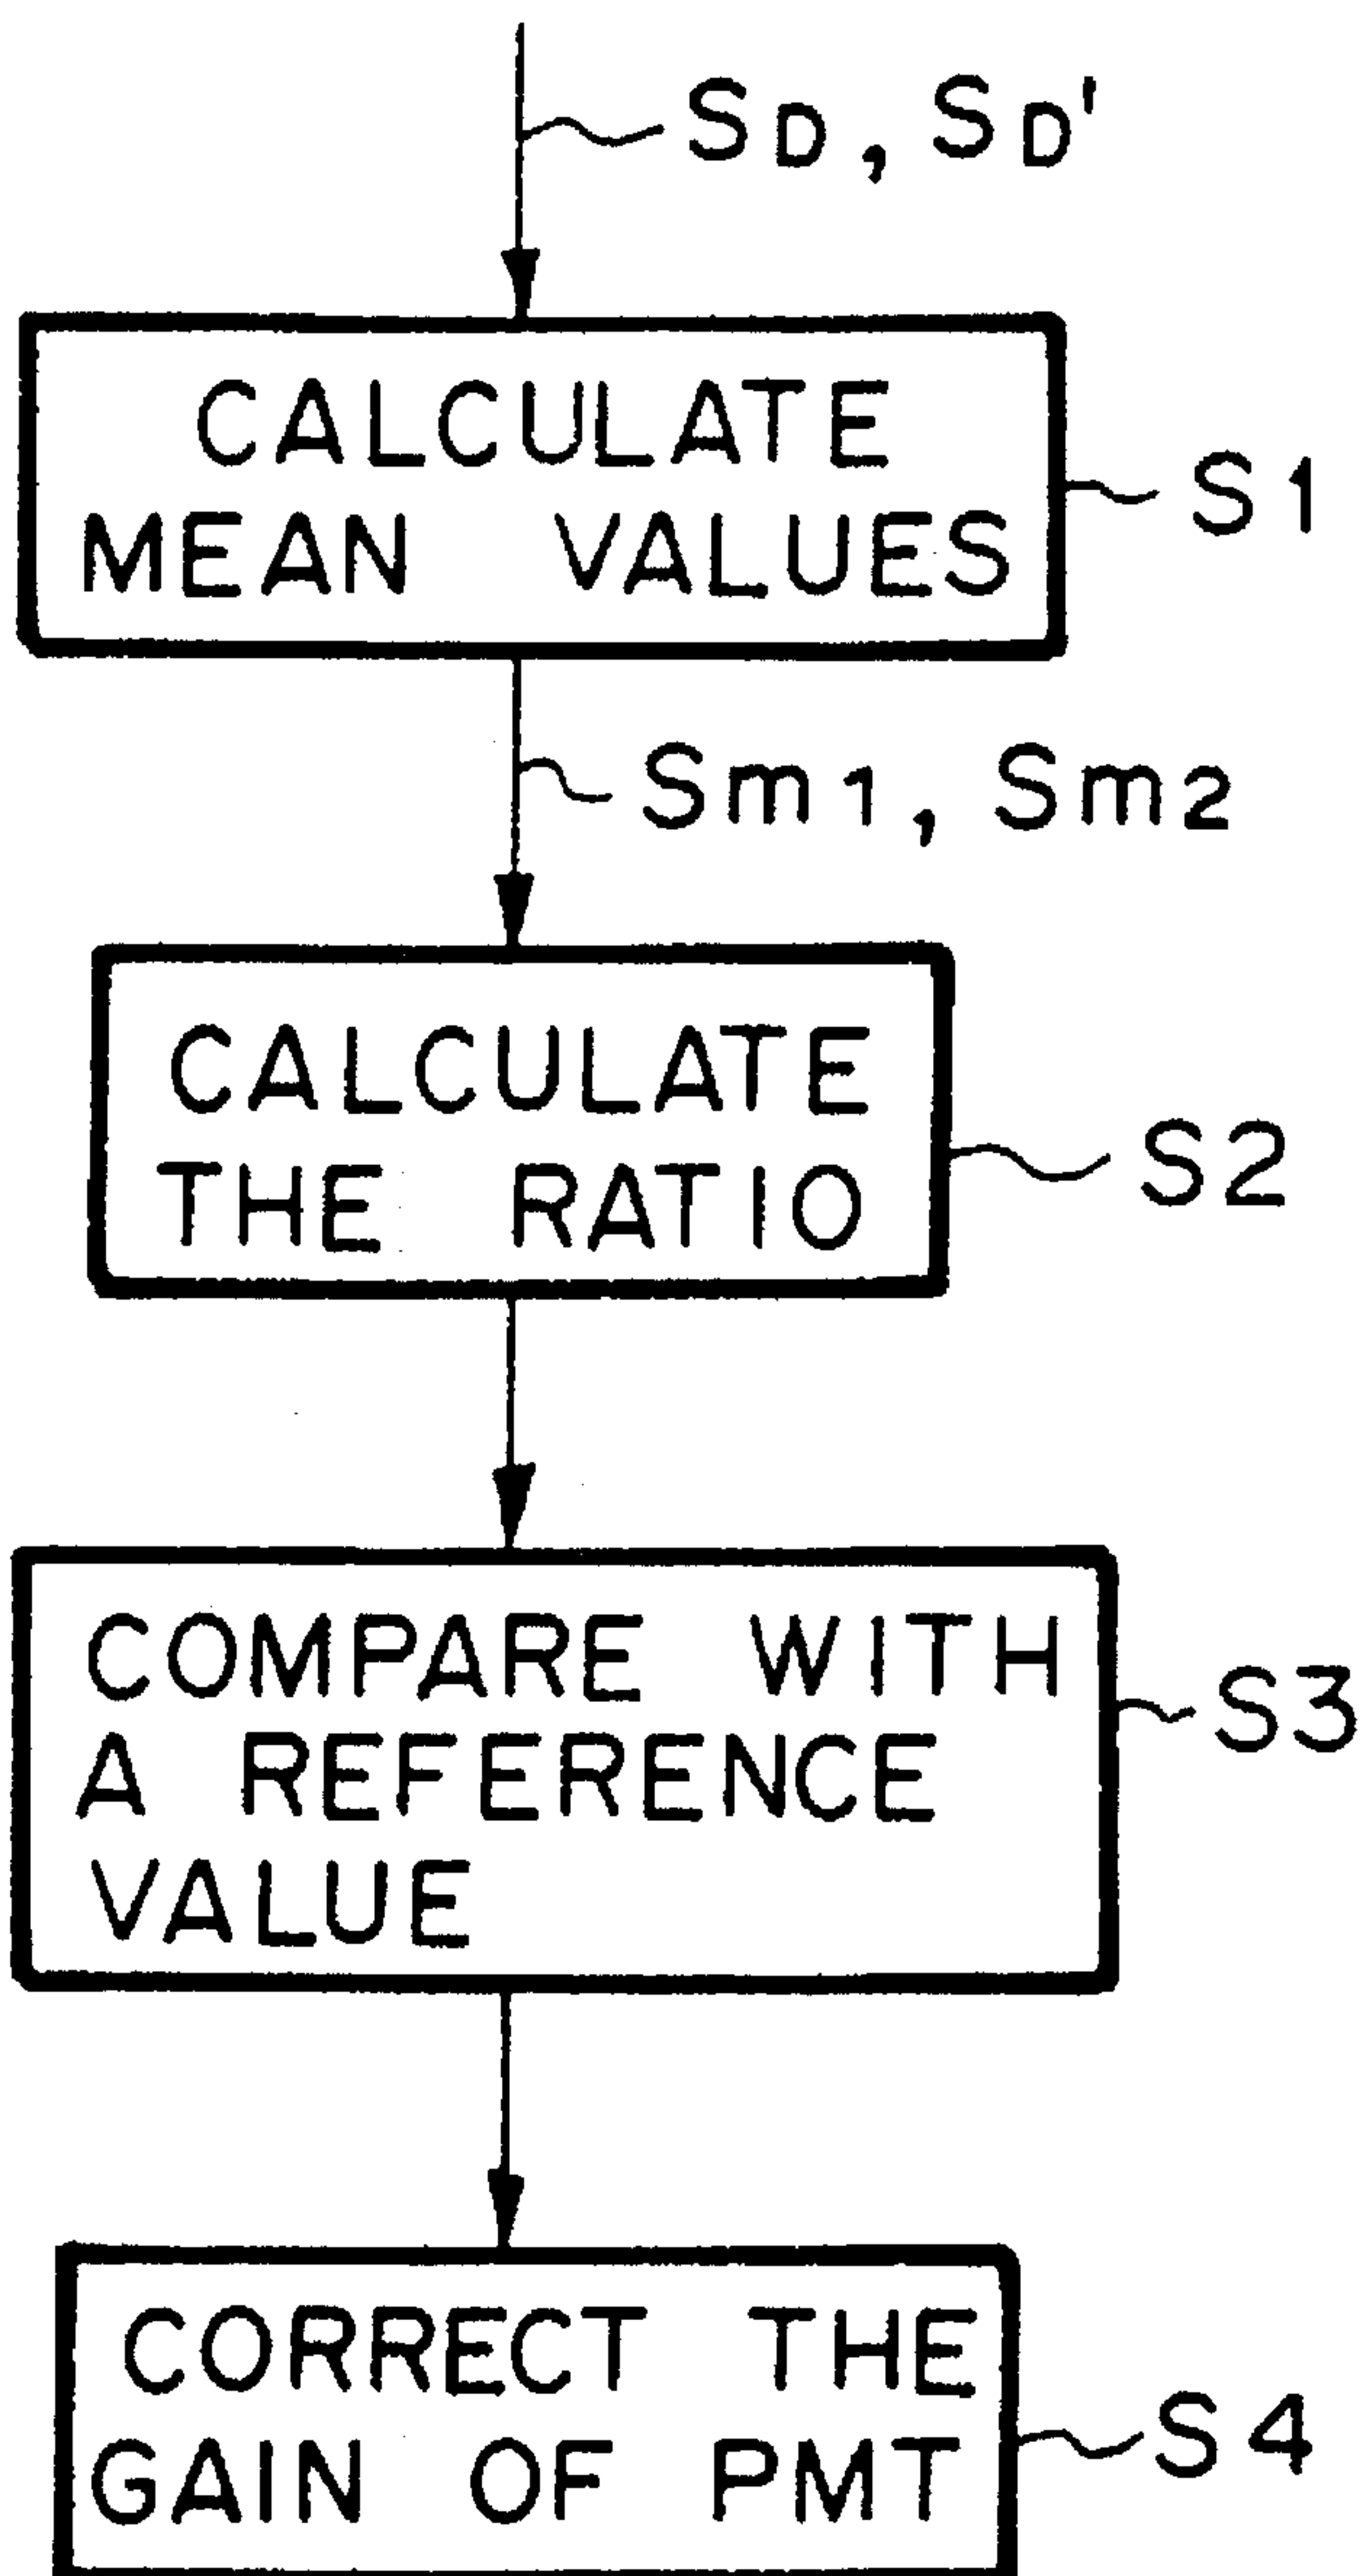 SD, SD'
CALCULATE
MEAN VALUES
S1
Sm1, Sm2
CALCULATE
THE RATIO
S2
COMPARE WITH
A REFERENCE
VALUE
S3
CORRECT THE
GAIN OF PMT
S4